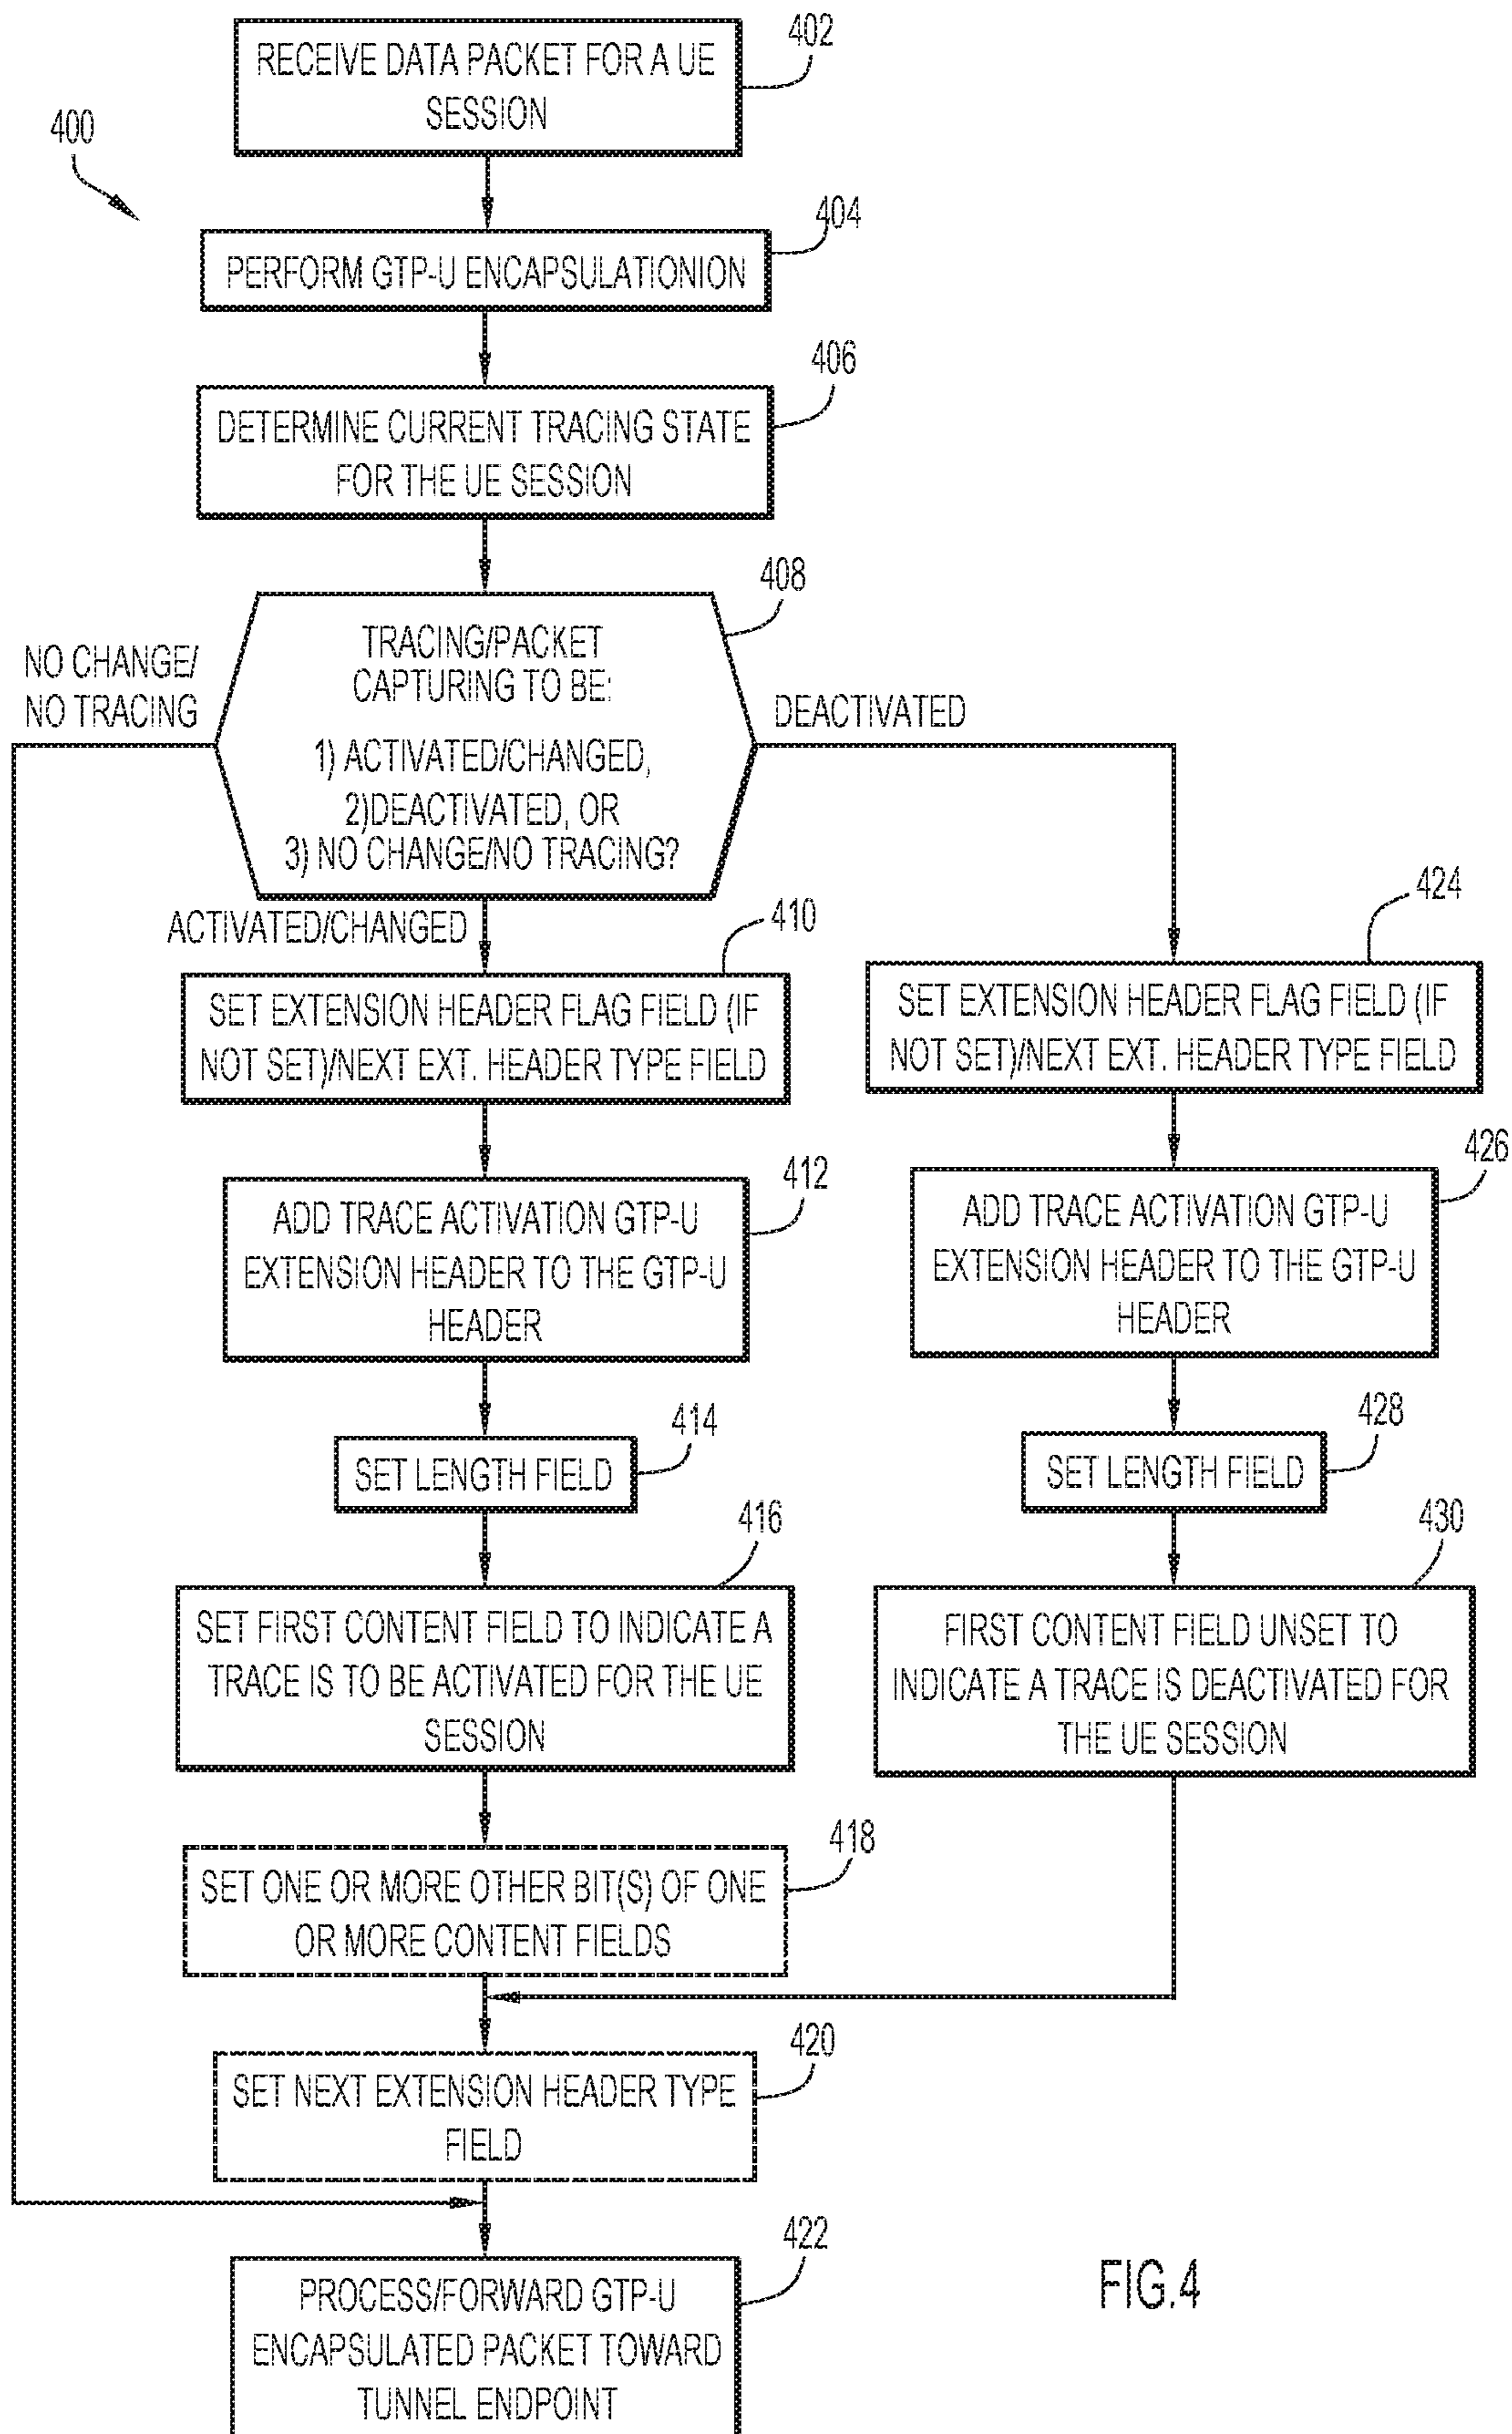 402
RECEIVE DATA PACKET FOR A UE
SESSION
400
404
PERFORM GTP-U ENCAPSULATIONION
406
DETERMINE CURRENT TRACING STATE
FOR THE UE SESSION
408
TRACING/PACKET
CAPTURING TO BE:
1) ACTIVATED/CHANGED,
2)DEACTIVATED, OR
3) NO CHANGE/NO TRACING?
NO CHANGE/
NO TRACING
DEACTIVATED
ACTIVATED/CHANGED
410
SET EXTENSION HEADER FLAG FIELD (IF
NOT SET)/NEXT EXT. HEADER TYPE FIELD
424
SET EXTENSION HEADER FLAG FIELD (IF
NOT SET)/NEXT EXT. HEADER TYPE FIELD
412
ADD TRACE ACTIVATION GTP-U
EXTENSION HEADER TO THE GTP-U
HEADER
426
ADD TRACE ACTIVATION GTP-U
EXTENSION HEADER TO THE GTP-U
HEADER
414
SET LENGTH FIELD
428
SET LENGTH FIELD
416
SET FIRST CONTENT FIELD TO INDICATE A
TRACE IS TO BE ACTIVATED FOR THE UE
SESSION
430
FIRST CONTENT FIELD UNSET TO
INDICATE A TRACE IS DEACTIVATED FOR
THE UE SESSION
418
SET ONE OR MORE OTHER BIT(S) OF ONE
OR MORE CONTENT FIELDS
420
SET NEXT EXTENSION HEADER TYPE
FIELD
422
PROCESS/FORWARD GTP-U
ENCAPSULATED PACKET TOWARD
TUNNEL ENDPOINT
FIG.4